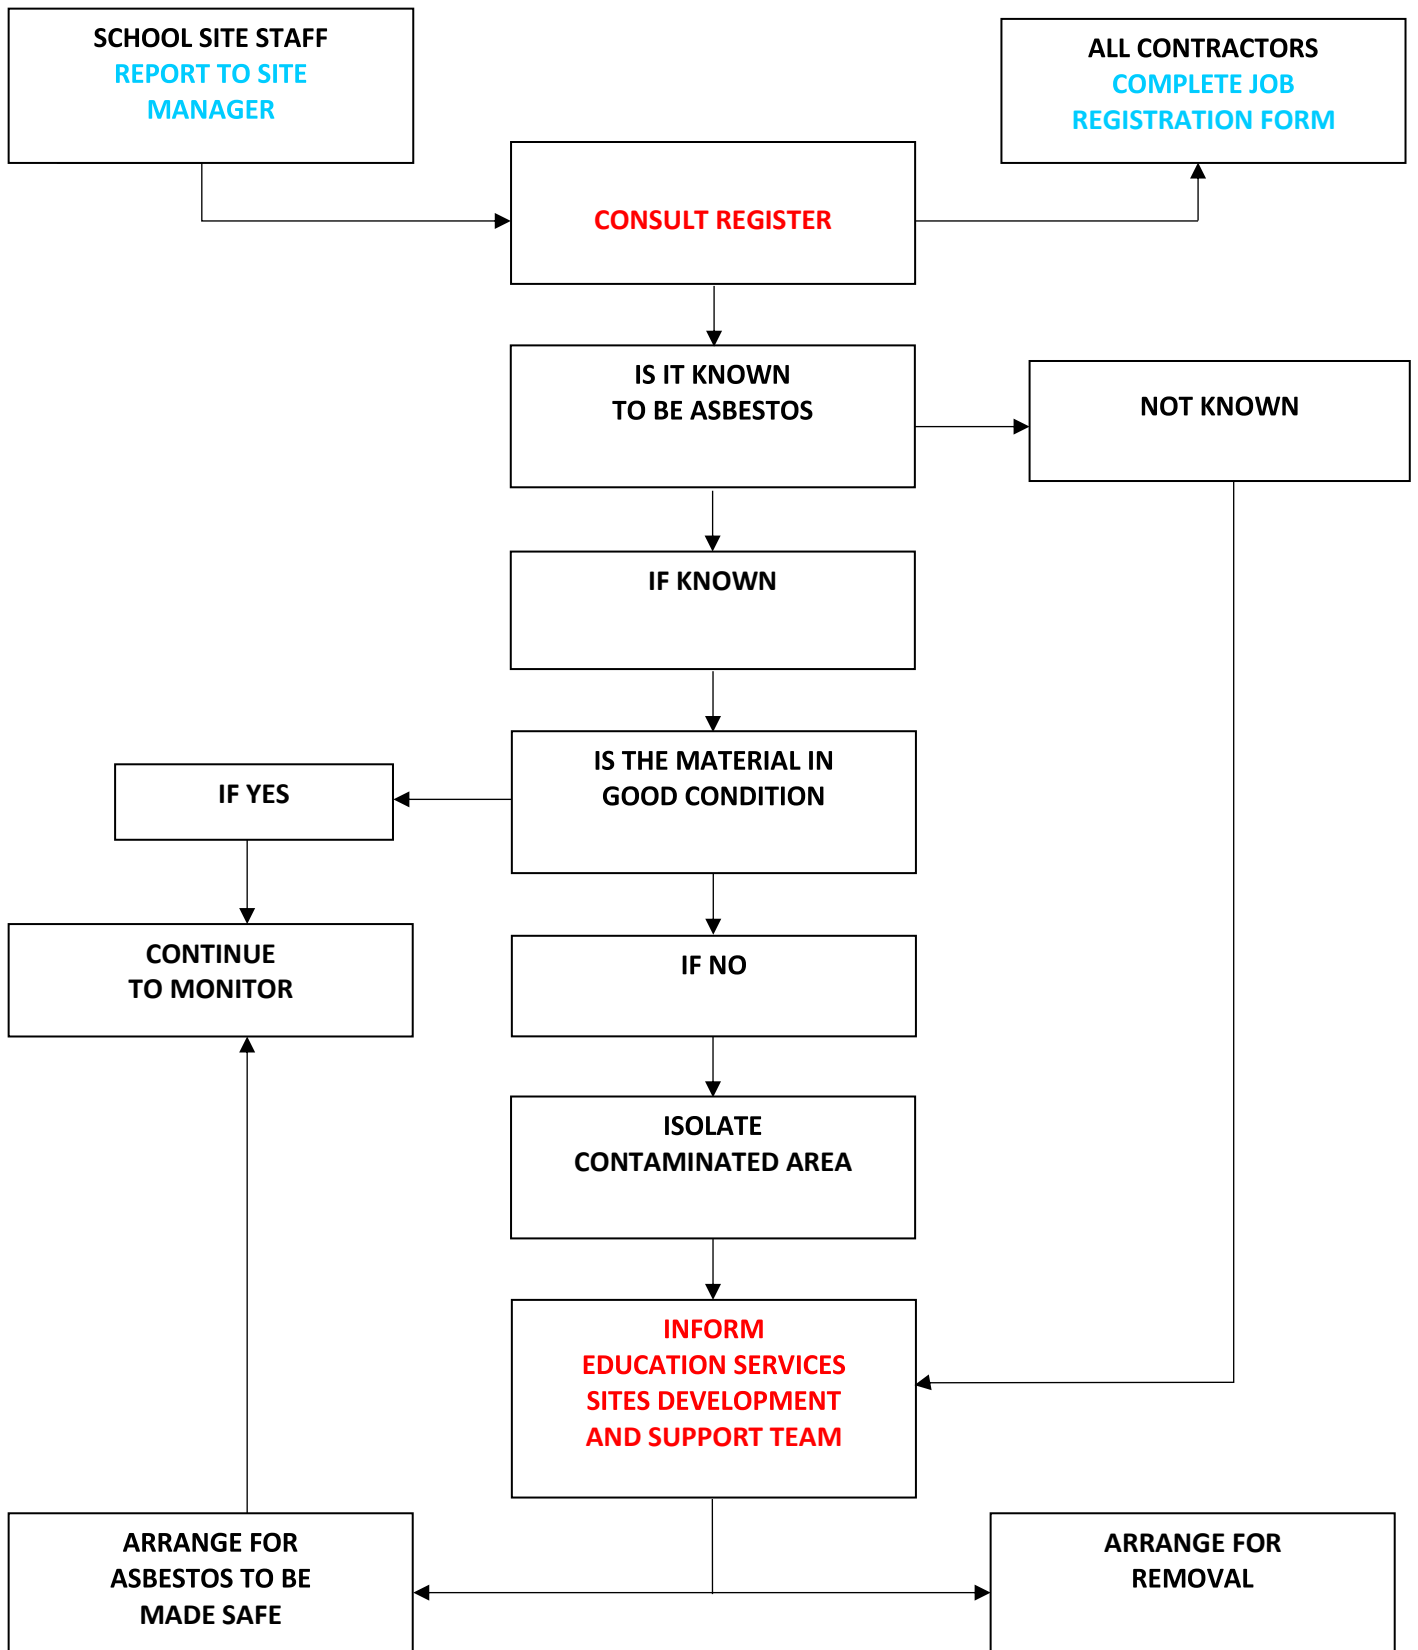 SCHOOL SITE STAFF
REPORT TO SITE
MANAGER
ALL CONTRACTORS
COMPLETE JOB
REGISTRATION FORM
CONSULT REGISTER
IS IT KNOWN
TO BE ASBESTOS
NOT KNOWN
IF KNOWN
IS THE MATERIAL IN
GOOD CONDITION
IF YES
CONTINUE
TO MONITOR
IF NO
ISOLATE
CONTAMINATED AREA
INFORM
EDUCATION SERVICES
SITES DEVELOPMENT
AND SUPPORT TEAM
ARRANGE FOR
ASBESTOS TO BE
MADE SAFE
ARRANGE FOR
REMOVAL